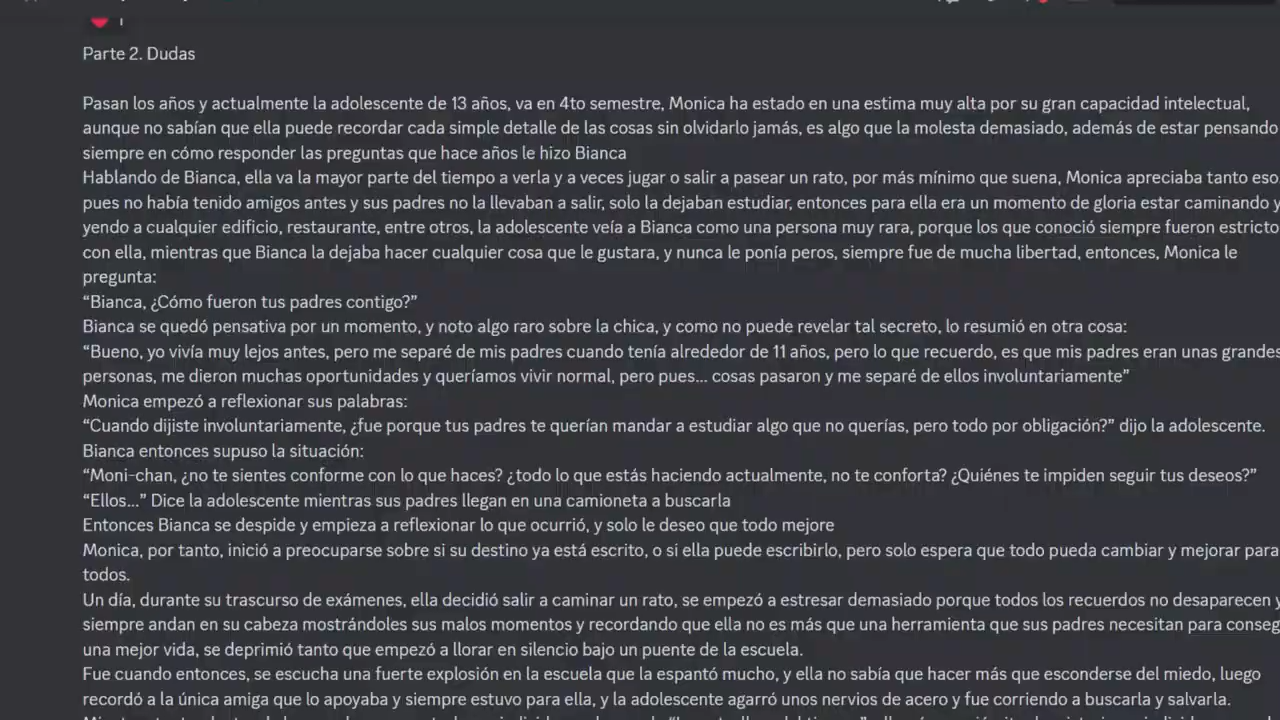 1
Parte 2. Dudas
Pasan los años y actualmente la adolescente de 13 años, va en 4to semestre, Monica ha estado en una estima muy alta por su gran capacidad intelectual,
aunque no sabían que ella puede recordar cada simple detalle de las cosas sin olvidarlo jamás, es algo que la molesta demasiado, además de estar pensando
siempre en cómo responder las preguntas que hace años le hizo Bianca
Hablando de Bianca, ella va la mayor parte del tiempo a verla y a veces jugar o salir a pasear un rato, por más mínimo que suena, Monica apreciaba tanto eso
pues no había tenido amigos antes y sus padres no la llevaban a salir, solo la dejaban estudiar, entonces para ella era un momento de gloria estar caminando y
yendo a cualquier edificio, restaurante, entre otros, la adolescente veía a Bianca como una persona muy rara, porque los que conoció siempre fueron estricto
con ella, mientras que Bianca la dejaba hacer cualquier cosa que le gustara, y nunca le ponía peros, siempre fue de mucha libertad, entonces, Monica le
pregunta:
“Bianca, ¿Cómo fueron tus padres contigo?”
Bianca se quedó pensativa por un momento, y noto algo raro sobre la chica, y como no puede revelar tal secreto, lo resumió en otra cosa:
“Bueno, yo vivía muy lejos antes, pero me separé de mis padres cuando tenía alrededor de 11 años, pero lo que recuerdo, es que mis padres eran unas grandes
personas, me dieron muchas oportunidades y queríamos vivir normal, pero pues... cosas pasaron y me separé de ellos involuntariamente”
Monica empezó a reflexionar sus palabras:
“Cuando dijiste involuntariamente, ¿fue porque tus padres te querían mandar a estudiar algo que no querías, pero todo por obligación?” dijo la adolescente.
Bianca entonces supuso la situación:
“Moni-chan, ¿no te sientes conforme con lo que haces? ¿todo lo que estás haciendo actualmente, no te conforta? ¿Quiénes te impiden seguir tus deseos?”
“Ellos...” Dice la adolescente mientras sus padres llegan en una camioneta a buscarla
Entonces Bianca se despide y empieza a reflexionar lo que ocurrió, y solo le deseo que todo mejore
Monica, por tanto, inició a preocuparse sobre si su destino ya está escrito, o sí ella puede escribirlo, pero solo espera que todo pueda cambiar y mejorar para
todos.
Un día, durante su trascurso de exámenes, ella decidió salir a caminar un rato, se empezó a estresar demasiado porque todos los recuerdos no desaparecen y
siempre andan en su cabeza mostrándoles sus malos momentos y recordando que ella no es más que una herramienta que sus padres necesitan para conseg
una mejor vida, se deprimió tanto que empezó a llorar en silencio bajo un puente de la escuela.
Fue cuando entonces, se escucha una fuerte explosión en la escuela que la espantó mucho, y ella no sabía que hacer más que esconderse del miedo, luego
recordó a la única amiga que lo apoyaba y siempre estuvo para ella, y la adolescente agarró unos nervios de acero y fue corriendo a buscarla y salvarla.